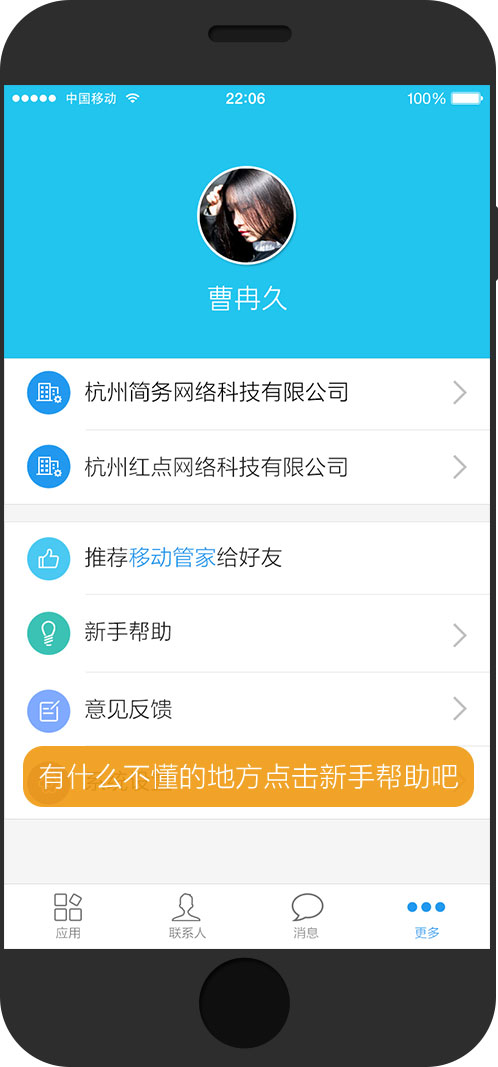 中国移动
22:06
100%
曹冉久
杭州简务网络科技有限公司
杭州红点网络科技有限公司
推荐移动管家给好友
新手帮助
意见反馈
有什么不懂的地方点击新手帮助吧
应用
联系人
消息
更多